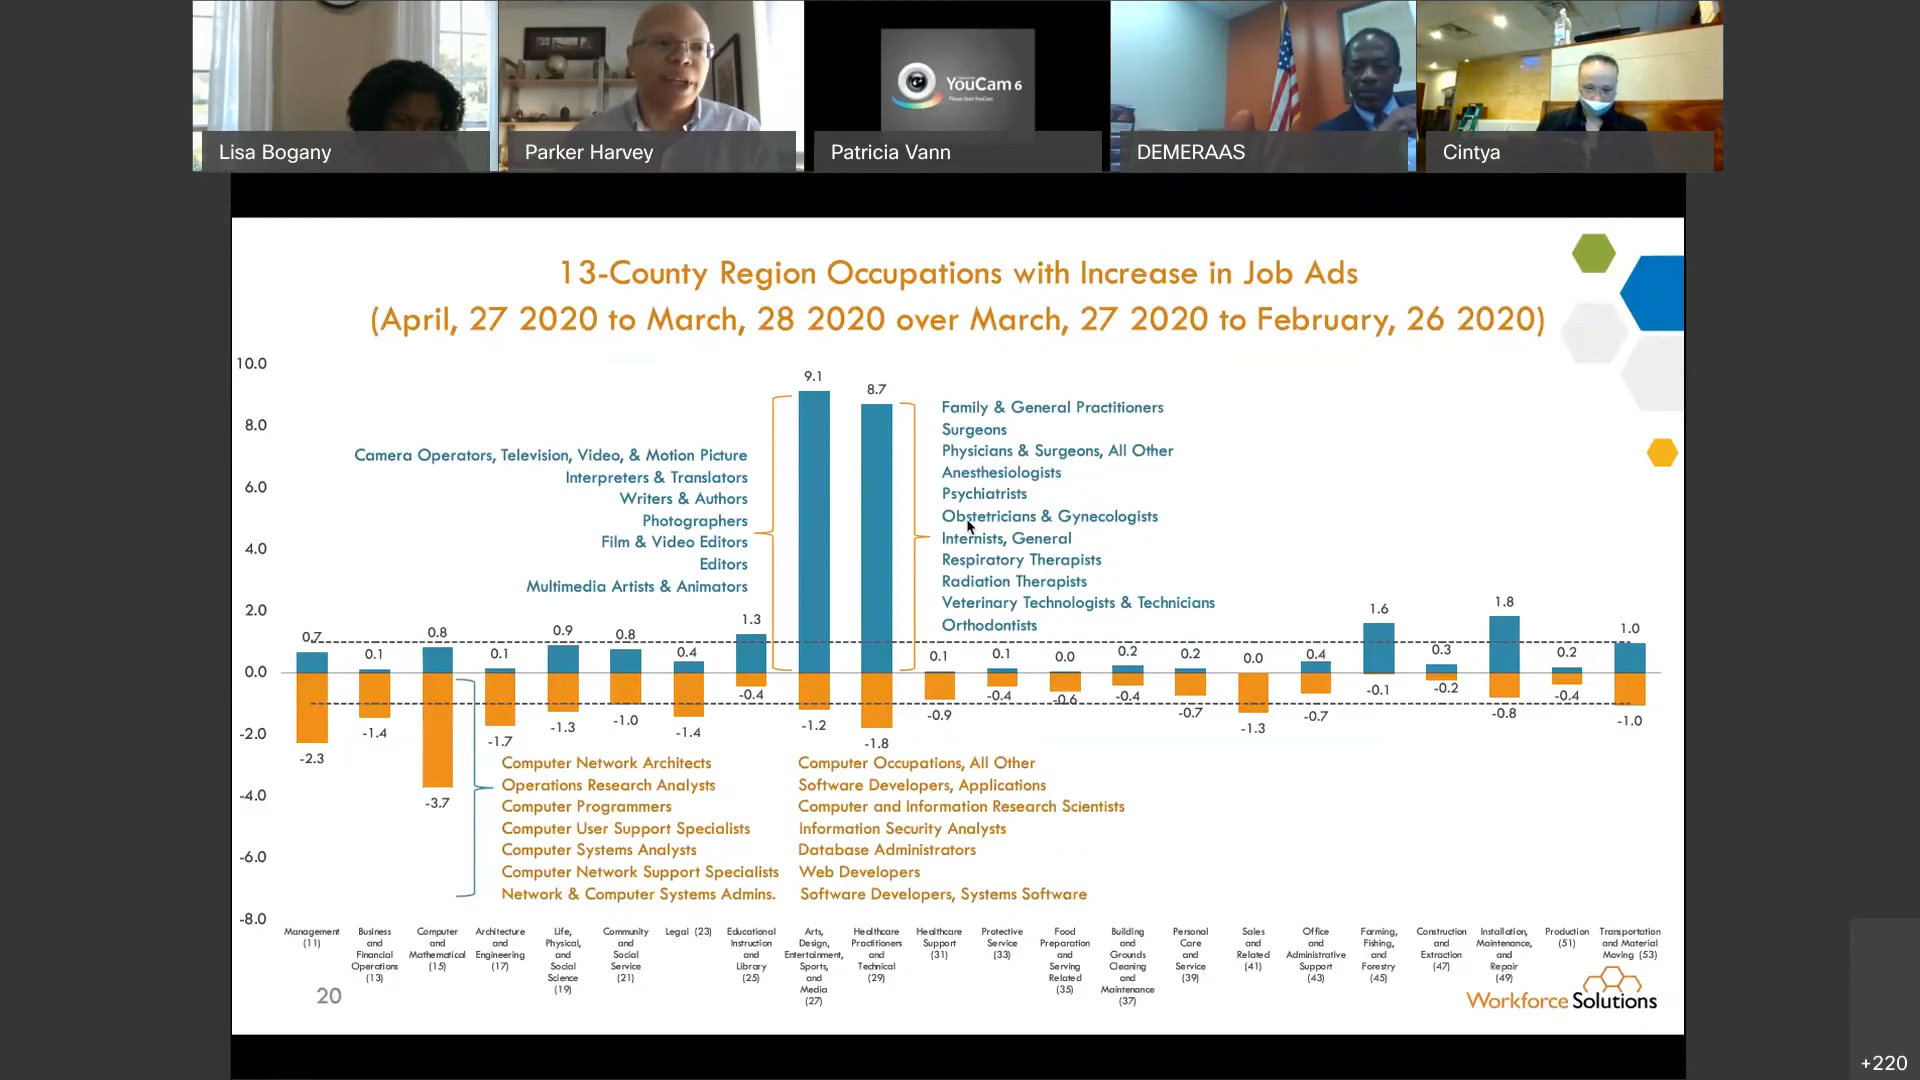 YouCam 6
Lisa Bogany
Parker Harvey
Patricia Vann
DEMERAAS
Cintya
13-County Region Occupations with Increase in Job Ads
(April, 27 2020 to March, 28 2020 over March, 27 2020 to February, 26 2020)
10.0
8.0
6.0
4.0
2.0
0.0
-2.0
-4.0
-6.0
-8.0
9.1
8.7
Camera Operators, Television, Video, & Motion Picture
Interpreters & Translators
Writers & Authors
Photographers
Film & Video Editors
Editors
Multimedia Artists & Animators
Family & General Practitioners
Surgeons
Physicians & Surgeons, All Other
Anesthesiologists
Psychiatrists
Obstetricians & Gynecologists
Internists, General
Respiratory Therapists
Radiation Therapists
Veterinary Technologists & Technicians
Orthodontists
0.7
0.1
0.8
0.1
0.9
0.8
0.4
1.3
0.1
0.1
0.0
0.2
0.2
0.0
0.4
1.6
0.3
1.8
0.2
1.0
-2.3
-1.4
-3.7
-1.7
-1.3
-1.0
-1.4
-0.4
-1.2
-1.8
-0.9
-0.4
-0.6
-0.4
-0.7
-1.3
-0.7
-0.1
-0.2
-0.8
-0.4
-1.0
Computer Network Architects
Operations Research Analysts
Computer Programmers
Computer User Support Specialists
Computer Systems Analysts
Computer Network Support Specialists
Network & Computer Systems Admins.
Computer Occupations, All Other
Software Developers, Applications
Computer and Information Research Scientists
Information Security Analysts
Database Administrators
Web Developers
Software Developers, Systems Software
Management
(11)
Business
and
Financial
Operations
(13)
Computer
and
Mathematical
(15)
Architecture
and
Engineering
(17)
Life,
Physical,
and
Social
Science
(19)
Community
and
Social
Service
(21)
Legal (23)
Educational
Instruction
and
Library
(25)
Arts,
Design,
Entertainment,
Sports,
and
Media
(27)
Healthcare
Practitioners
and
Technical
(29)
Healthcare
Support
(31)
Protective
Service
(33)
Food
Preparation
and
Serving
Related
(35)
Building
and
Grounds
Cleaning
and
Maintenance
(37)
Personal
Care
and
Service
(39)
Sales
and
Related
(41)
Office
and
Administrative
Support
(43)
Farming,
Fishing,
and
Forestry
(45)
Construction
and
Extraction
(47)
Installation,
Maintenance,
and
Repair
(49)
Production
(51)
Transportation
and Material
Moving (53)
20
Workforce Solutions
+220